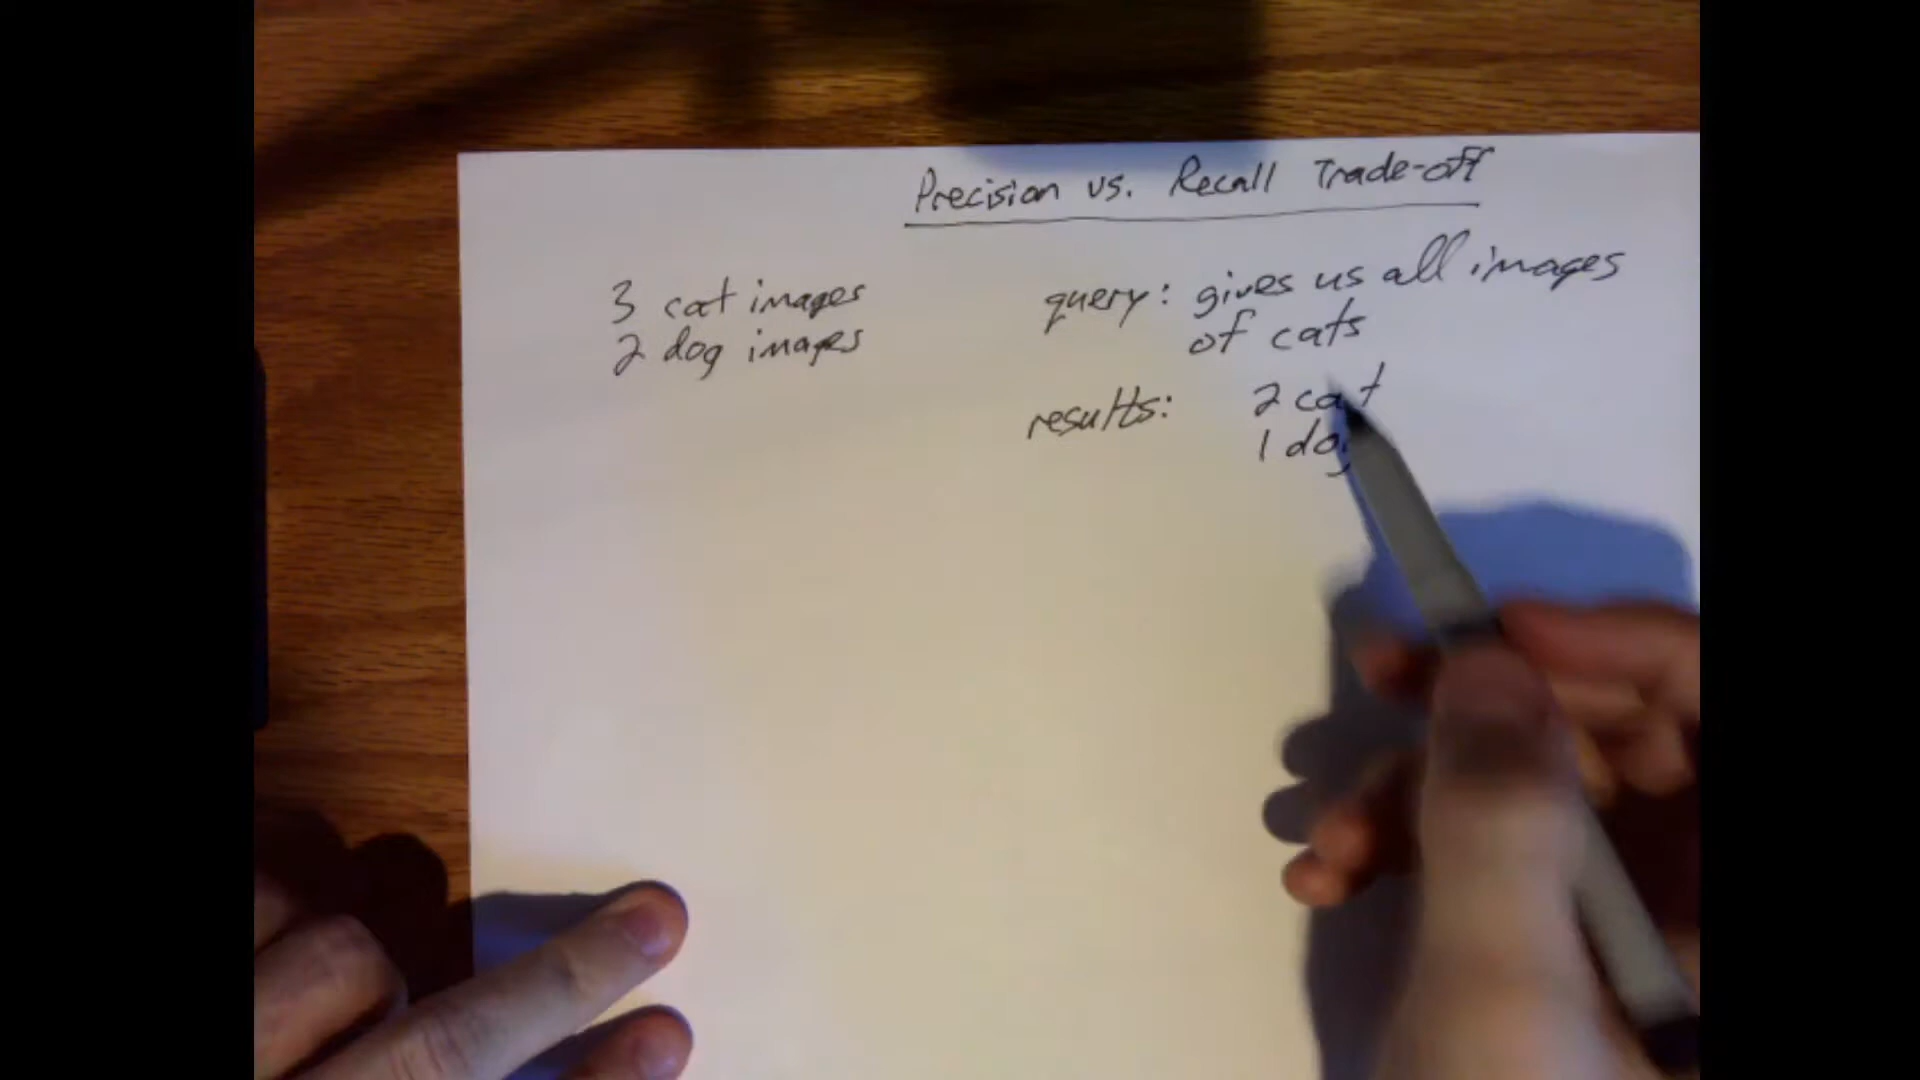 Precision vs. Recall Trade-off
3 cat images
2 dog images
query: gives us all images
of cats
results: 2 cat
1 dog